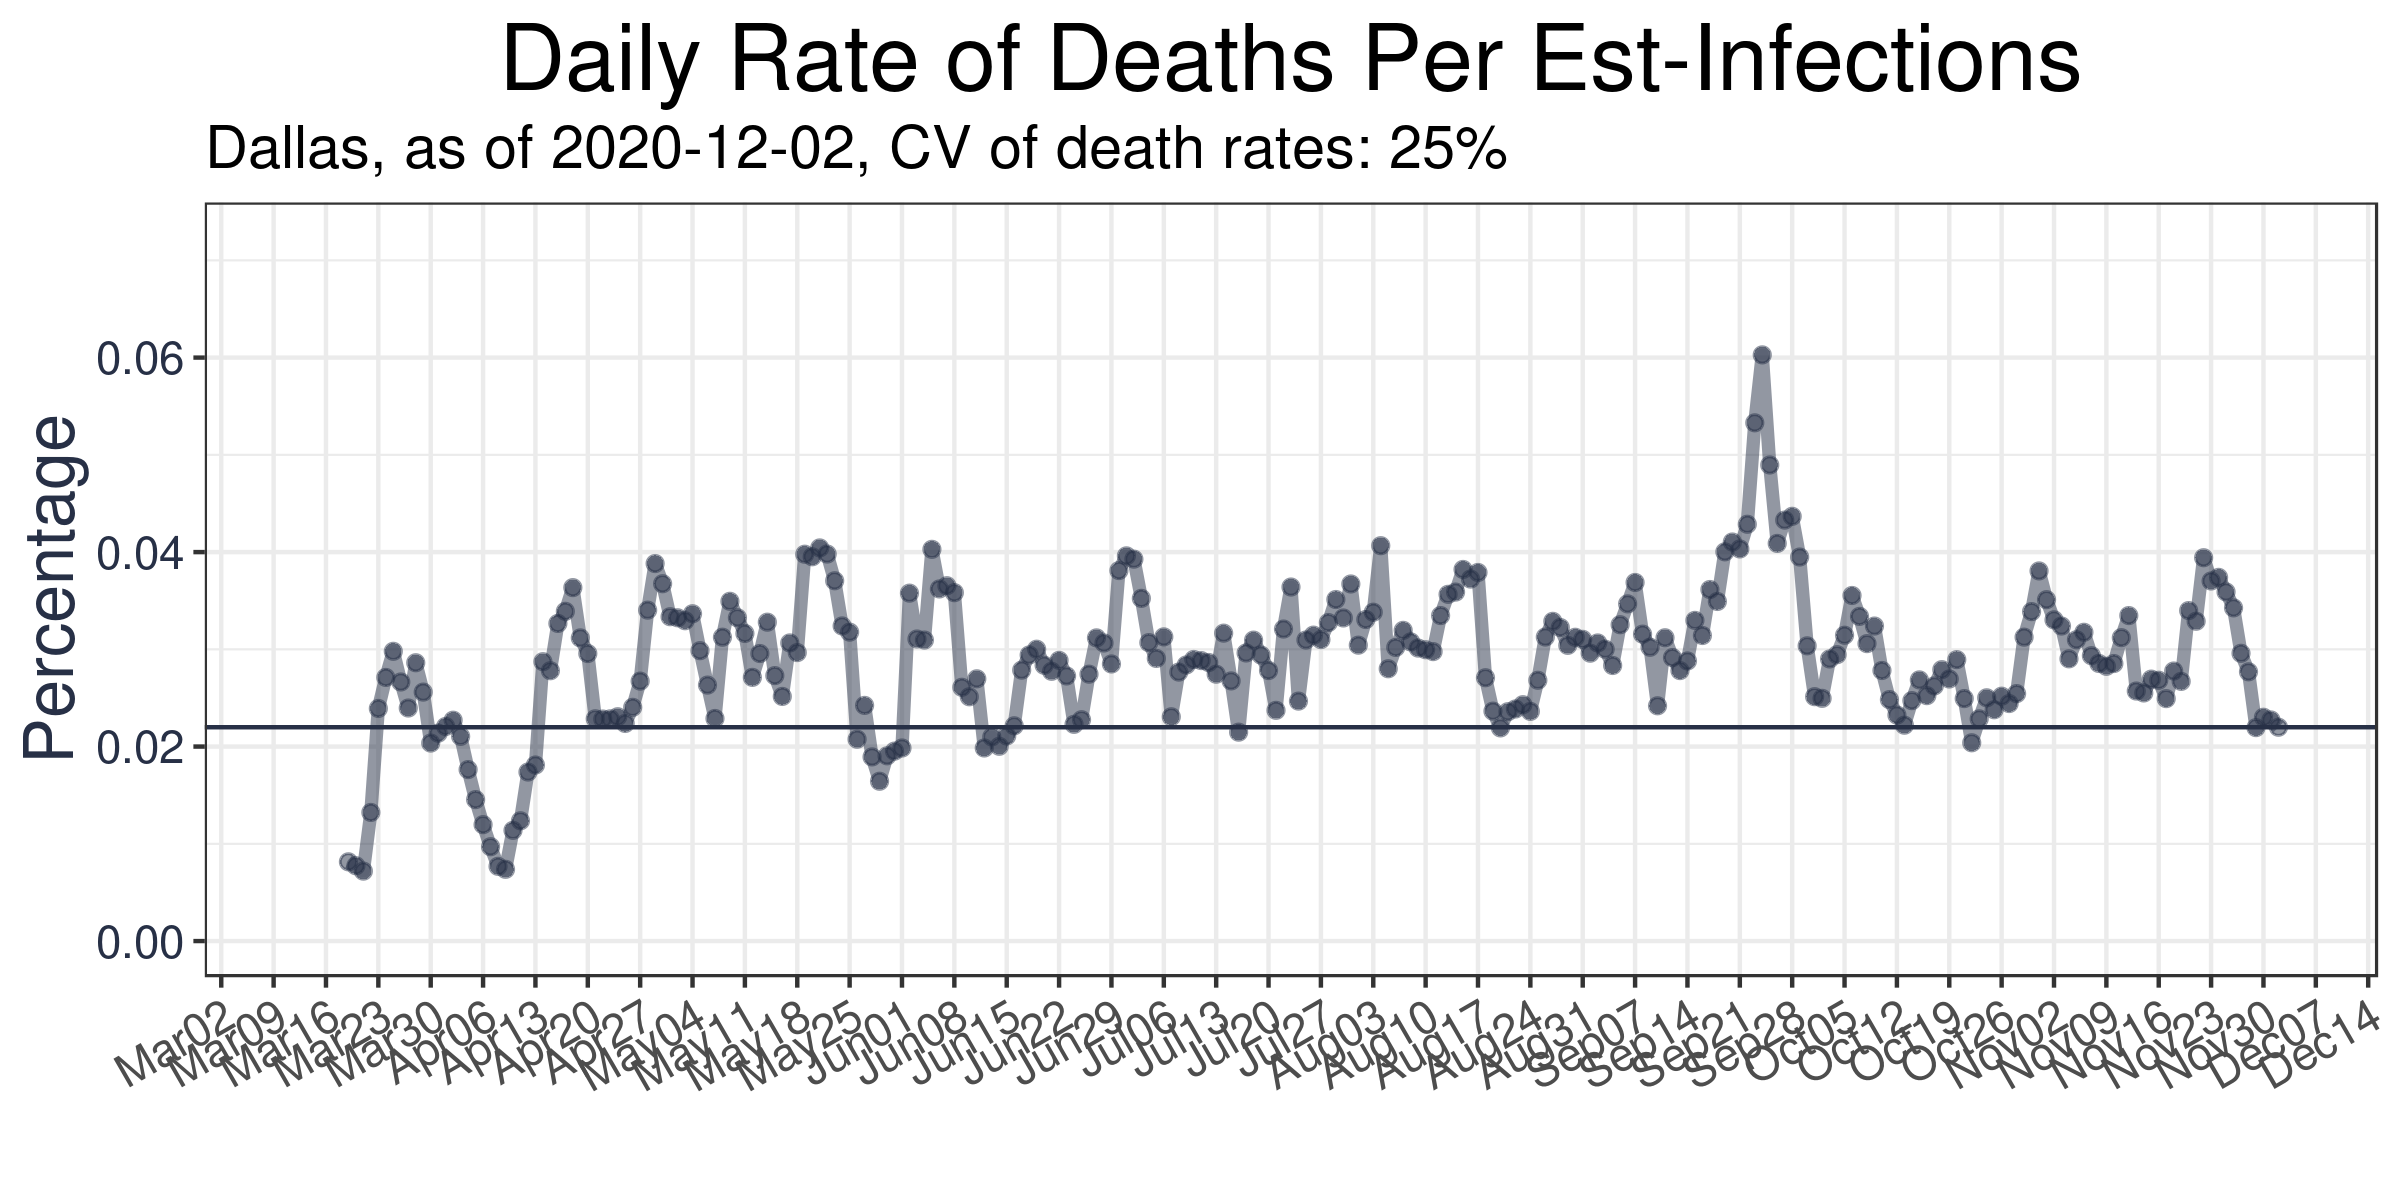 Daily Rate of Deaths Per Est-Infections
Dallas, as of 2020-12-02, CV of death rates: 25%
Percentage
0.06
0.04
0.02
0.00
Mar02
Mar09
Mar16
Mar23
Mar30
Apr06
Apr13
Apr20
Apr27
May04
May11
May18
May25
Jun01
Jun08
Jun15
Jun22
Jun29
Jul06
Jul13
Jul20
Jul27
Aug03
Aug10
Aug17
Aug24
Aug31
Sep07
Sep14
Sep21
Sep28
Oct05
Oct12
Oct19
Oct26
Nov02
Nov09
Nov16
Nov23
Nov30
Dec07
Dec14